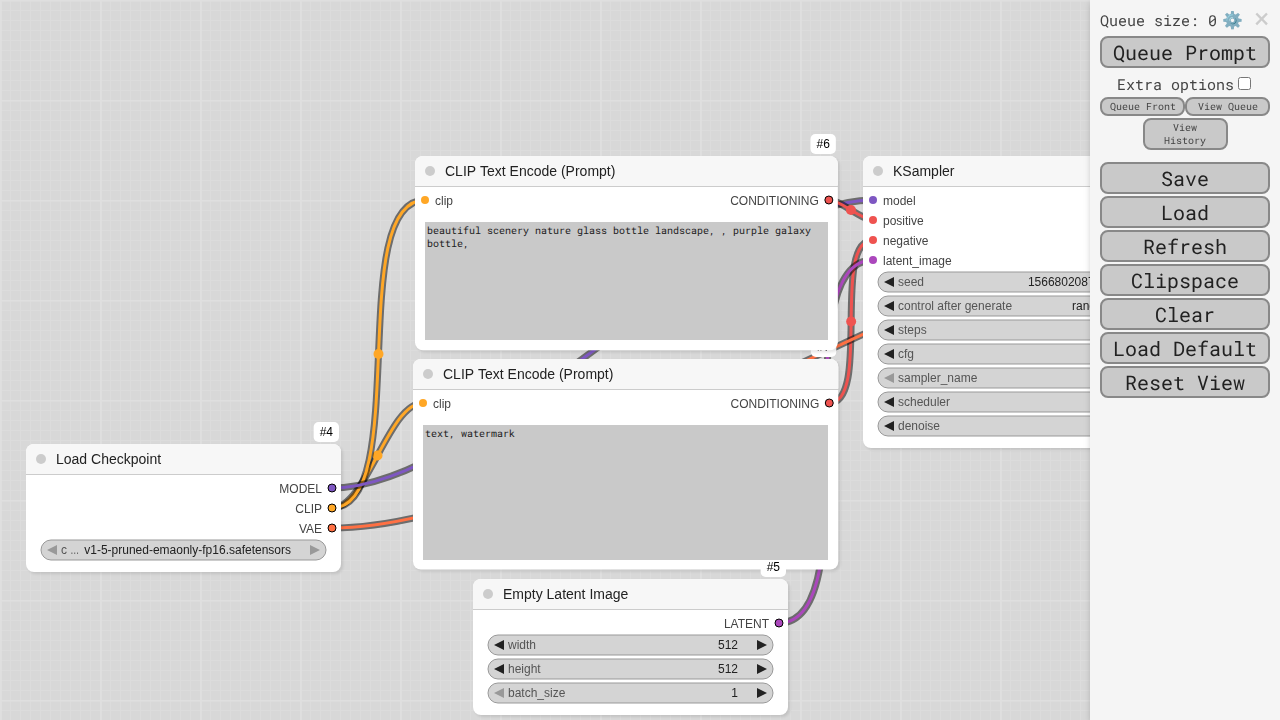 Queue size: 0
Queue Prompt
Extra options
Queue Front
View Queue
View
History
Save
Load
Refresh
Clipspace
Clear
Load Default
Reset View
#6
CLIP Text Encode (Prompt)
clip
CONDITIONING
beautiful scenery nature glass bottle landscape, , purple galaxy
bottle,
CLIP Text Encode (Prompt)
clip
CONDITIONING
text, watermark
KSampler
model
positive
negative
latent_image
seed
control after generate
steps
cfg
sampler_name
scheduler
denoise
#4
Load Checkpoint
MODEL
CLIP
VAE
c ... v1-5-pruned-emaonly-fp16.safetensors
#5
Empty Latent Image
LATENT
width 512
height 512
batch_size 1